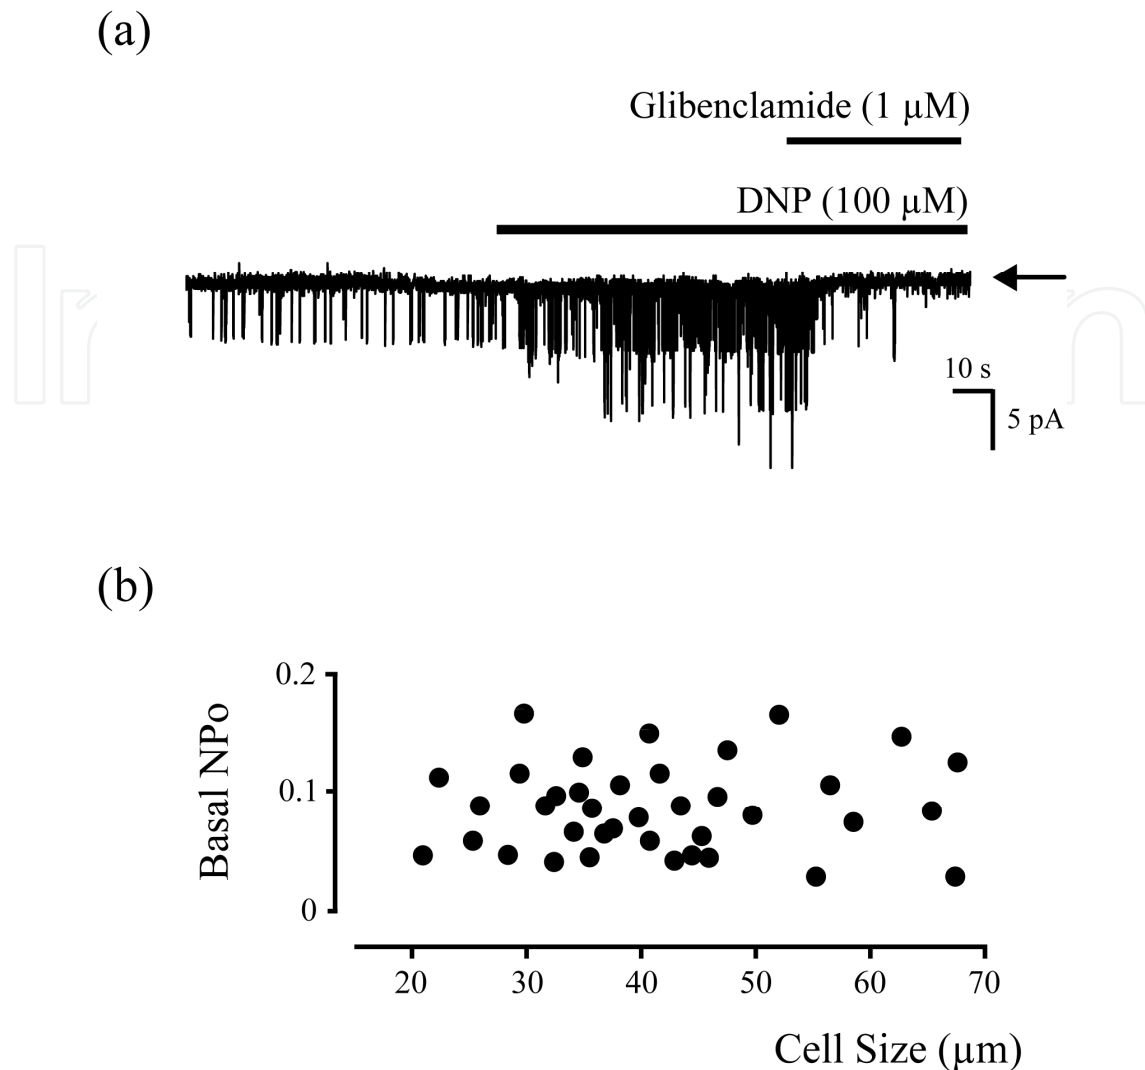 (a)
Glibenclamide (1 µM)
DNP (100 µM)
10 s
5 pA
(b)
0.2
0.1
0
Basal NPo
20 30 40 50 60 70
Cell Size (µm)